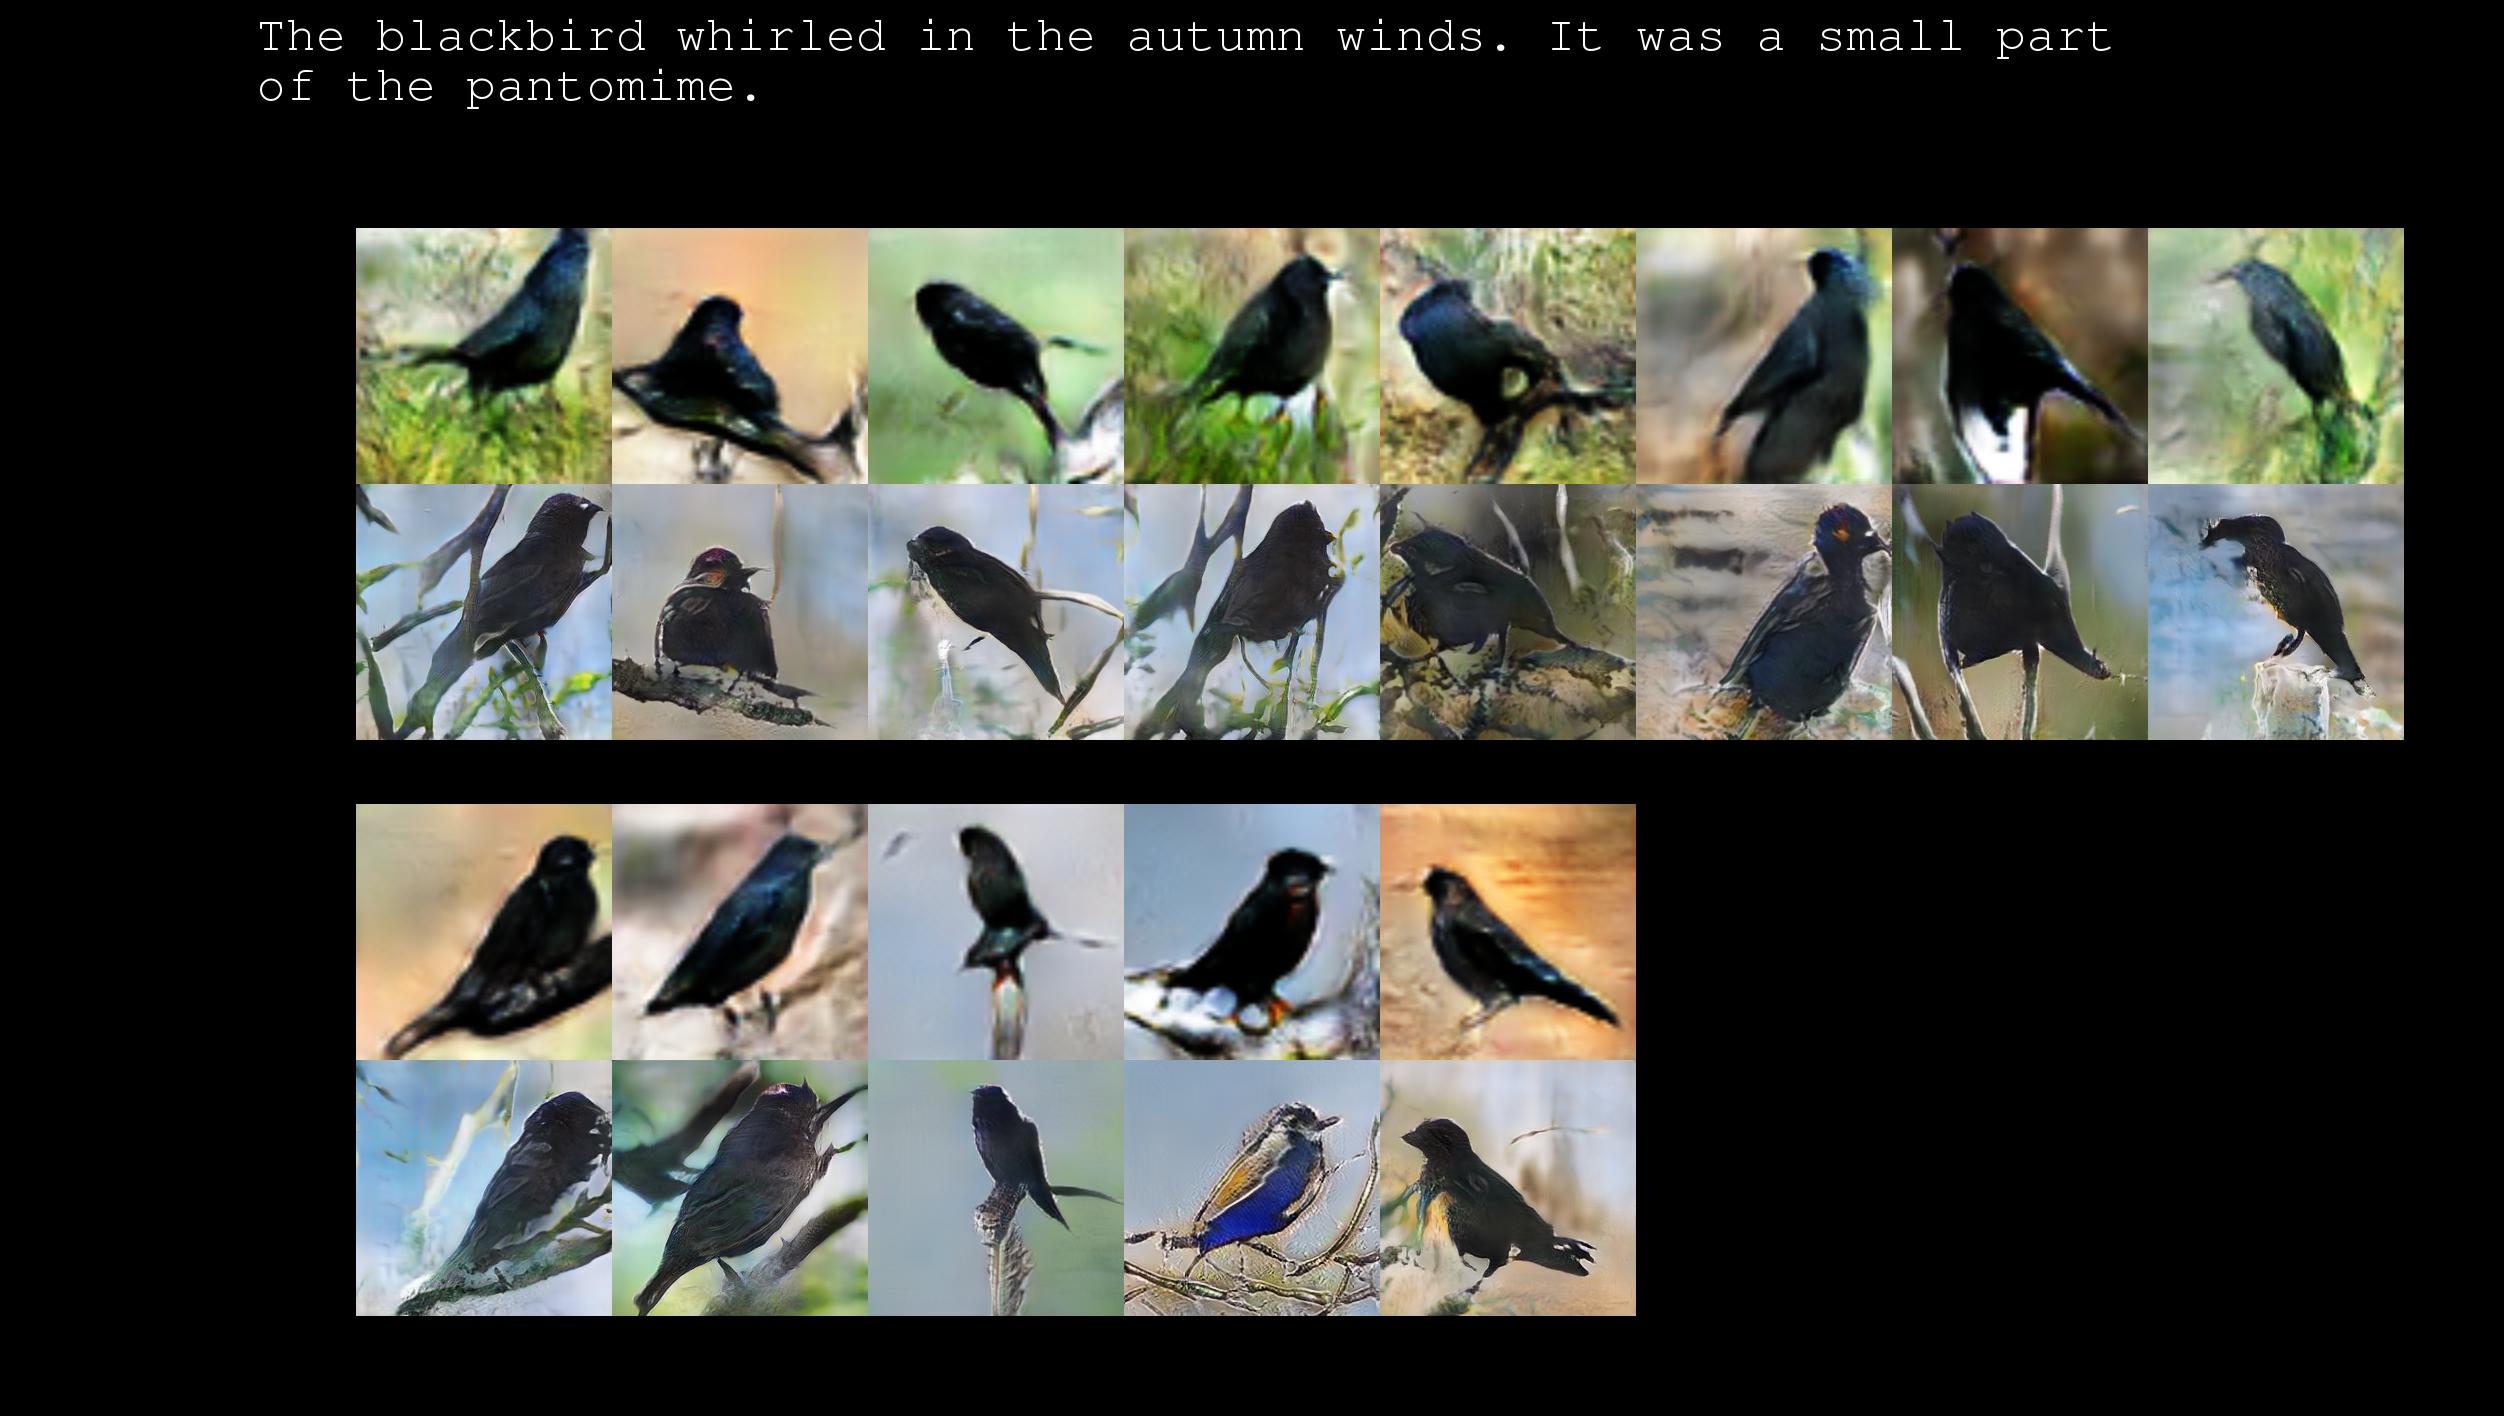 The blackbird whirled in the autumn winds. It was a small part
of the pantomime.